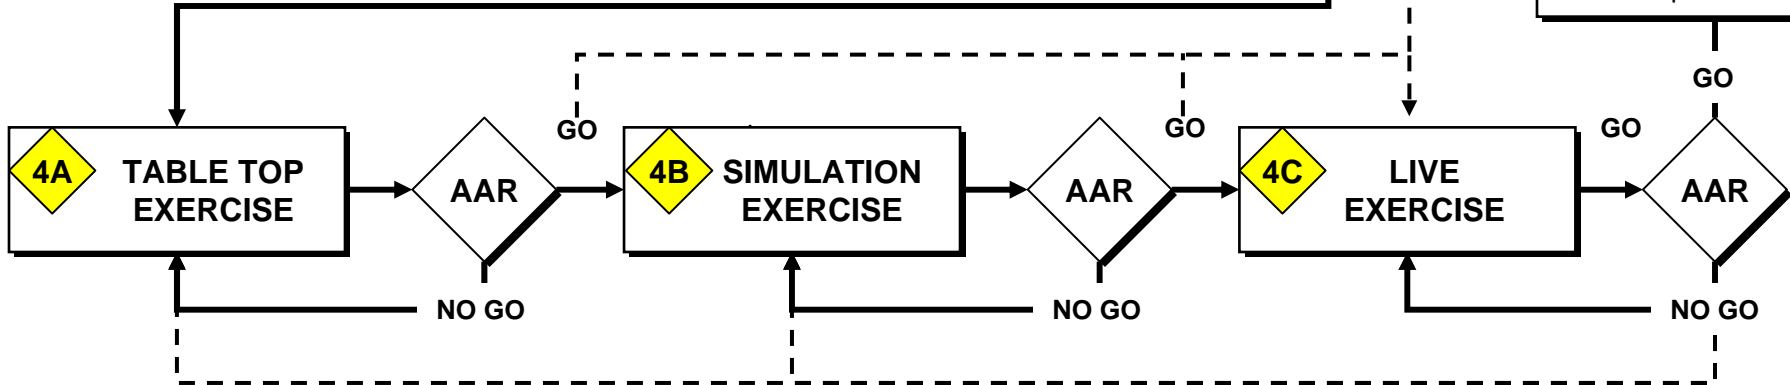 GO
GO
GO
GO
4A
TABLE TOP
EXERCISE
AAR
4B
SIMULATION
EXERCISE
AAR
4C
LIVE
EXERCISE
AAR
NO GO
NO GO
NO GO